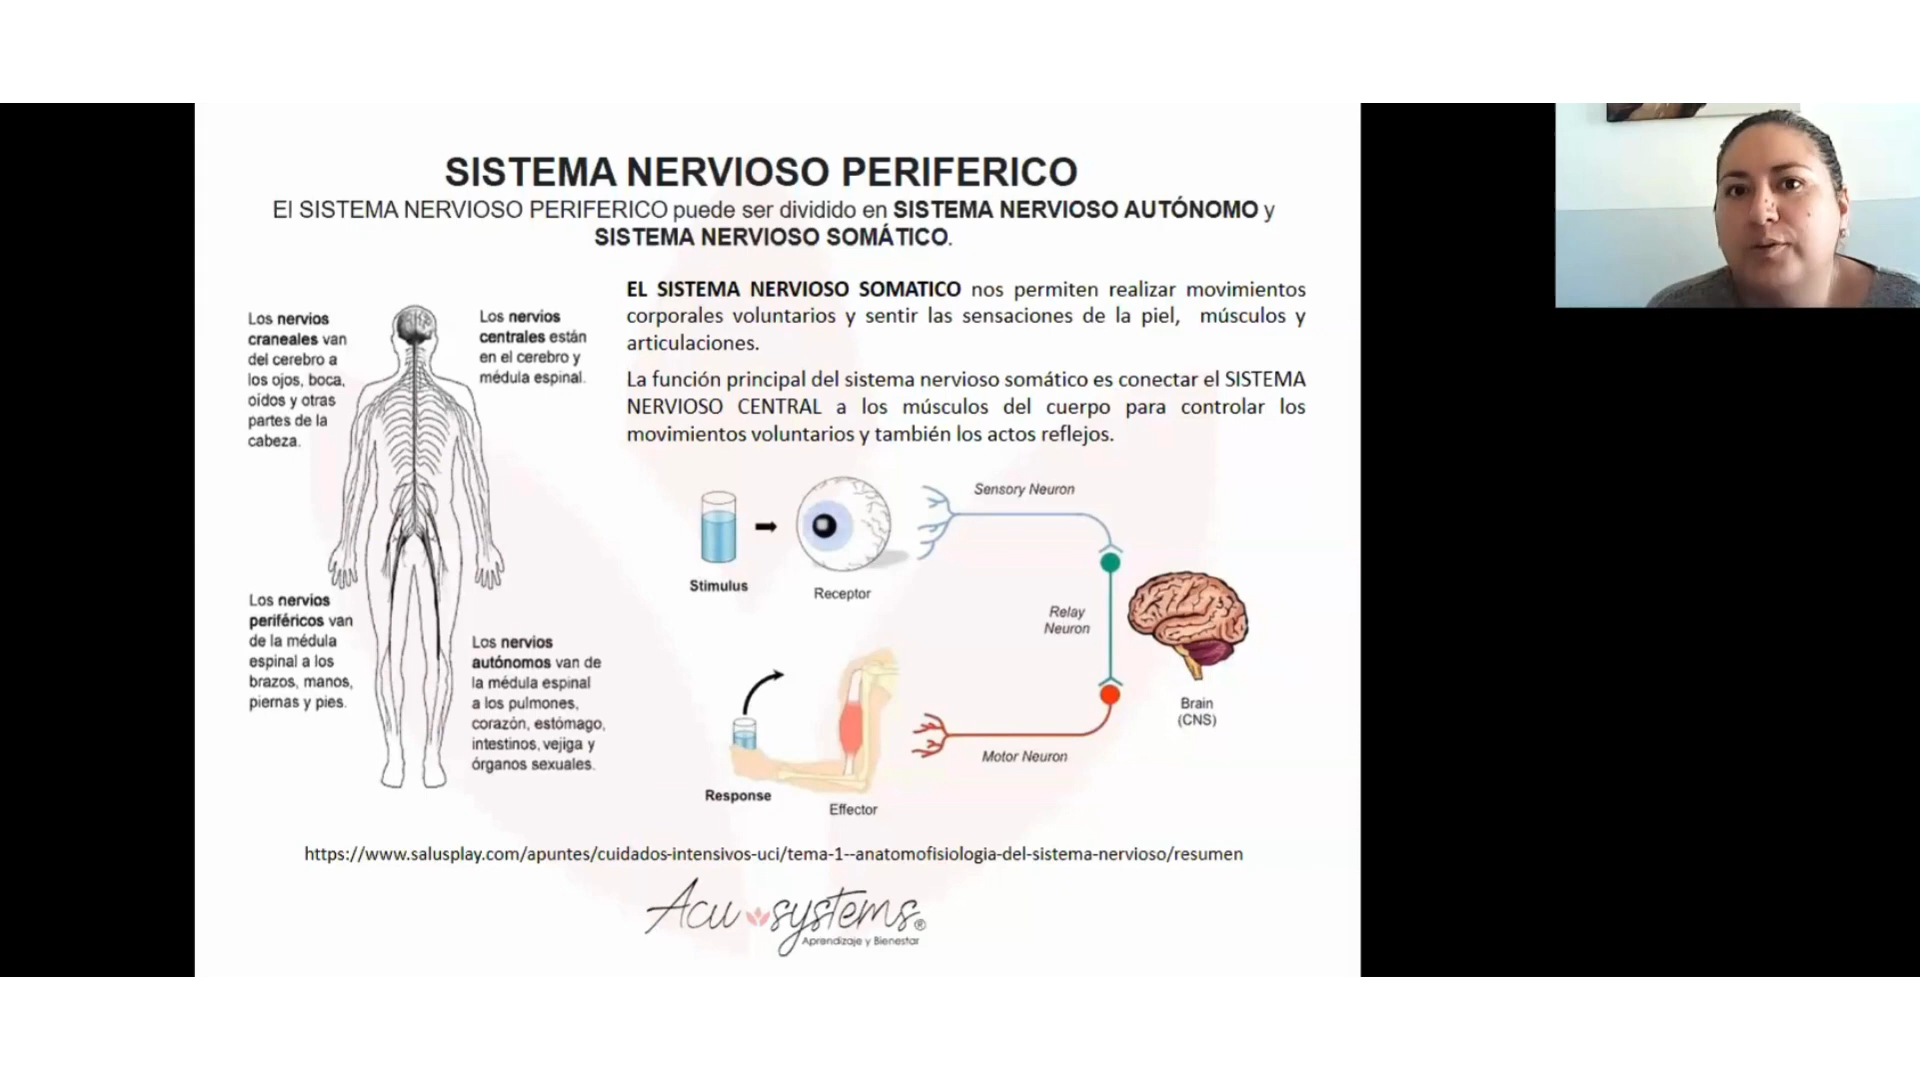 SISTEMA NERVIOSO PERIFERICO
El SISTEMA NERVIOSO PERIFERICO puede ser dividido en SISTEMA NERVIOSO AUTÓNOMO y
SISTEMA NERVIOSO SOMÁTICO.
EL SISTEMA NERVIOSO SOMATICO nos permiten realizar movimientos
corporales voluntarios y sentir las sensaciones de la piel, músculos y
articulaciones.
La función principal del sistema nervioso somático es conectar el SISTEMA
NERVIOSO CENTRAL a los músculos del cuerpo para controlar los
movimientos voluntarios y también los actos reflejos.
Los nervios
craneales van
del cerebro a
los ojos, boca,
oidos y otras
partes de la
cabeza.
Los nervios
centrales están
en el cerebro y
médula espinal.
Los nervios
periféricos van
de la médula
espinal a los
brazos, manos,
piernas y pies.
Los nervios
autónomos van de
la médula espinal
a los pulmones,
corazón, estómago,
intestinos, vejiga y
órganos sexuales.
Sensory Neuron
Stimulus
Receptor
Relay
Neuron
Brain
(CNS)
Motor Neuron
Response
Effector
https://www.salusplay.com/apuntes/cuidados-intensivos-uci/tema-1--anatomofisiologia-del-sistema-nervioso/resumen
Acu systems®
Aprendizaje y Bienestar